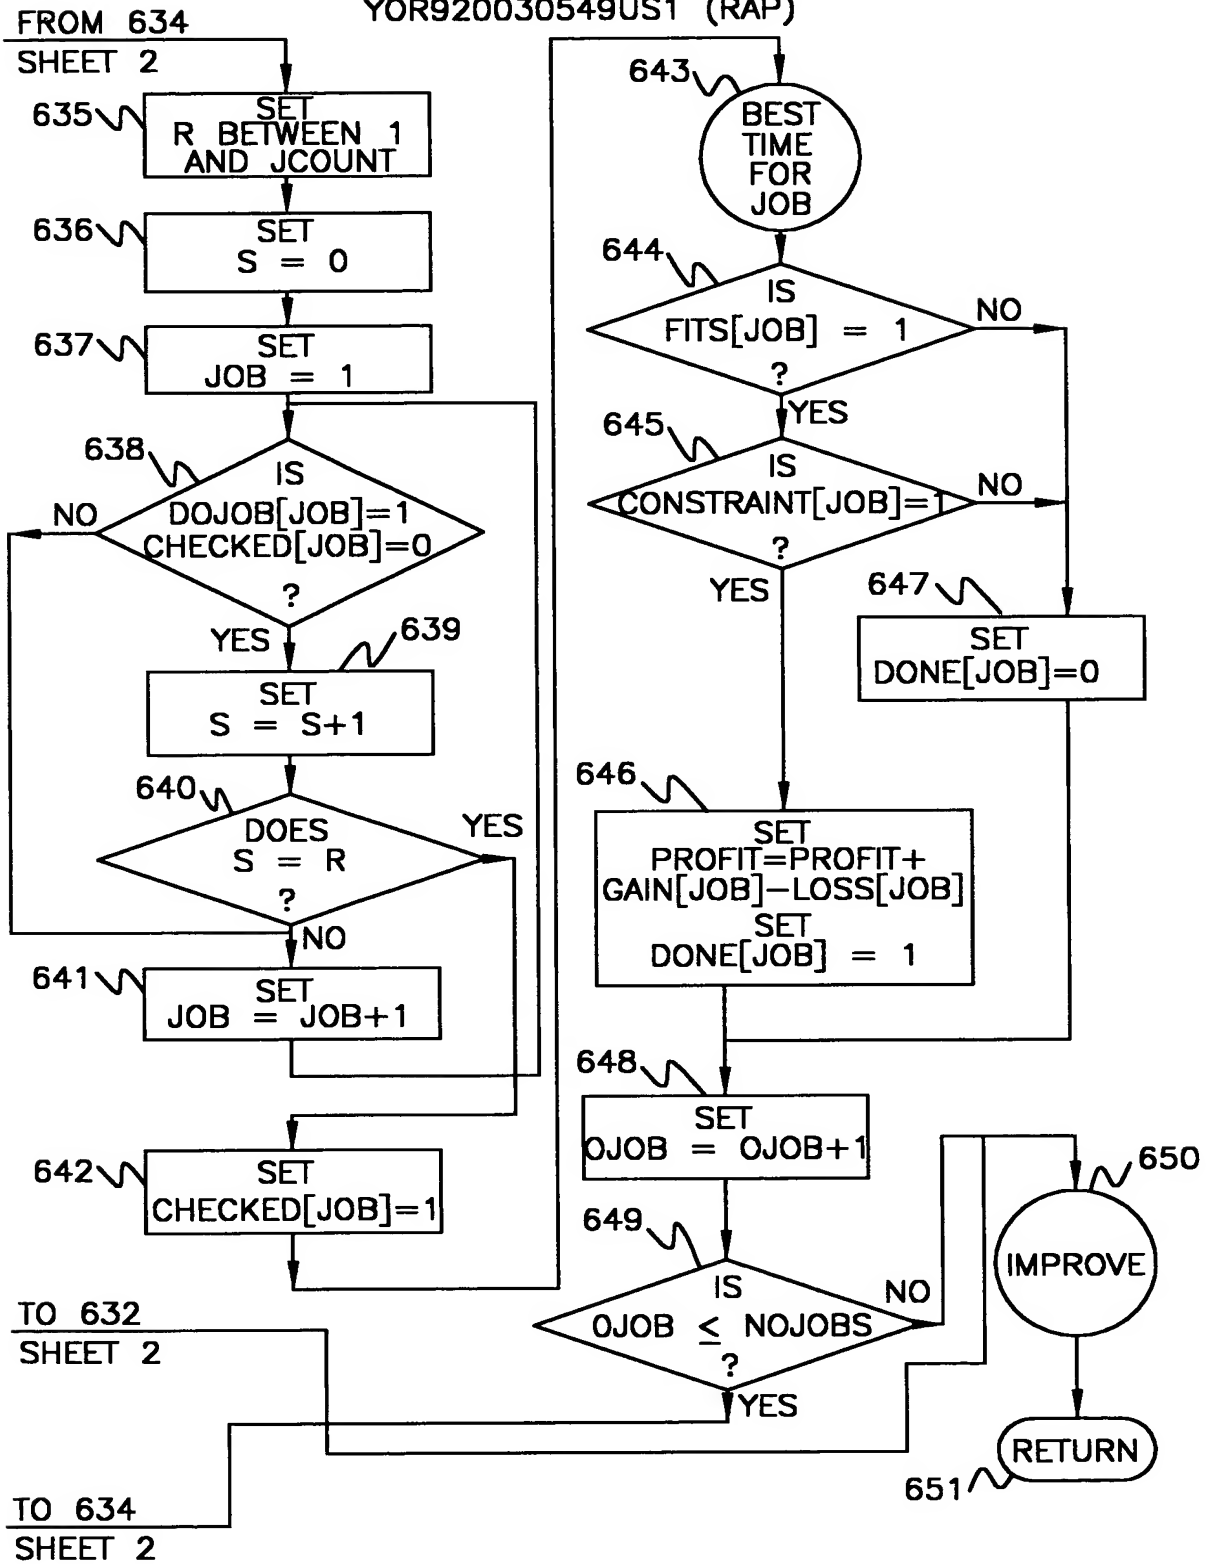 YOR920030549US1 (RAP)
FROM 634
SHEET 2
635
SET
R BETWEEN 1
AND JCOUNT
636
SET
S = 0
637
SET
JOB = 1
638
IS
DOJOB[JOB]=1
CHECKED[JOB]=0
?
NO
YES
639
SET
S = S+1
640
DOES
S = R
?
YES
NO
641
SET
JOB = JOB+1
642
SET
CHECKED[JOB]=1
TO 632
SHEET 2
TO 634
SHEET 2
643
BEST
TIME
FOR
JOB
644
IS
FITS[JOB] = 1
?
NO
YES
645
IS
CONSTRAINT[JOB]=1
?
NO
YES
647
SET
DONE[JOB]=0
646
SET
PROFIT=PROFIT+
GAIN[JOB]-LOSS[JOB]
SET
DONE[JOB] = 1
648
SET
OJOB = OJOB+1
649
IS
OJOB ≤ NOJOBS
?
NO
YES
650
IMPROVE
RETURN
651